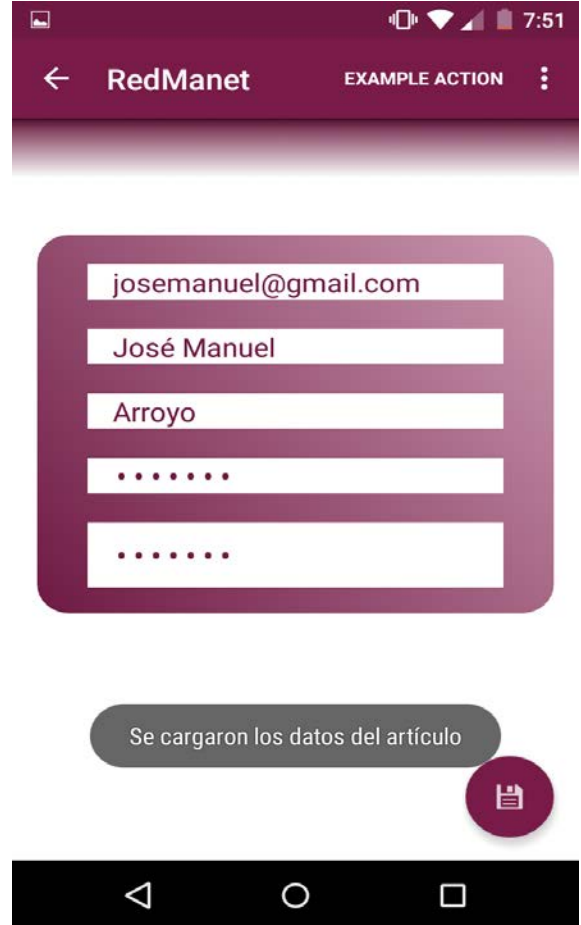 7:51
RedManet EXAMPLE ACTION
josemanuel@gmail.com
José Manuel
Arroyo
•••••••
•••••••
Se cargaron los datos del artículo